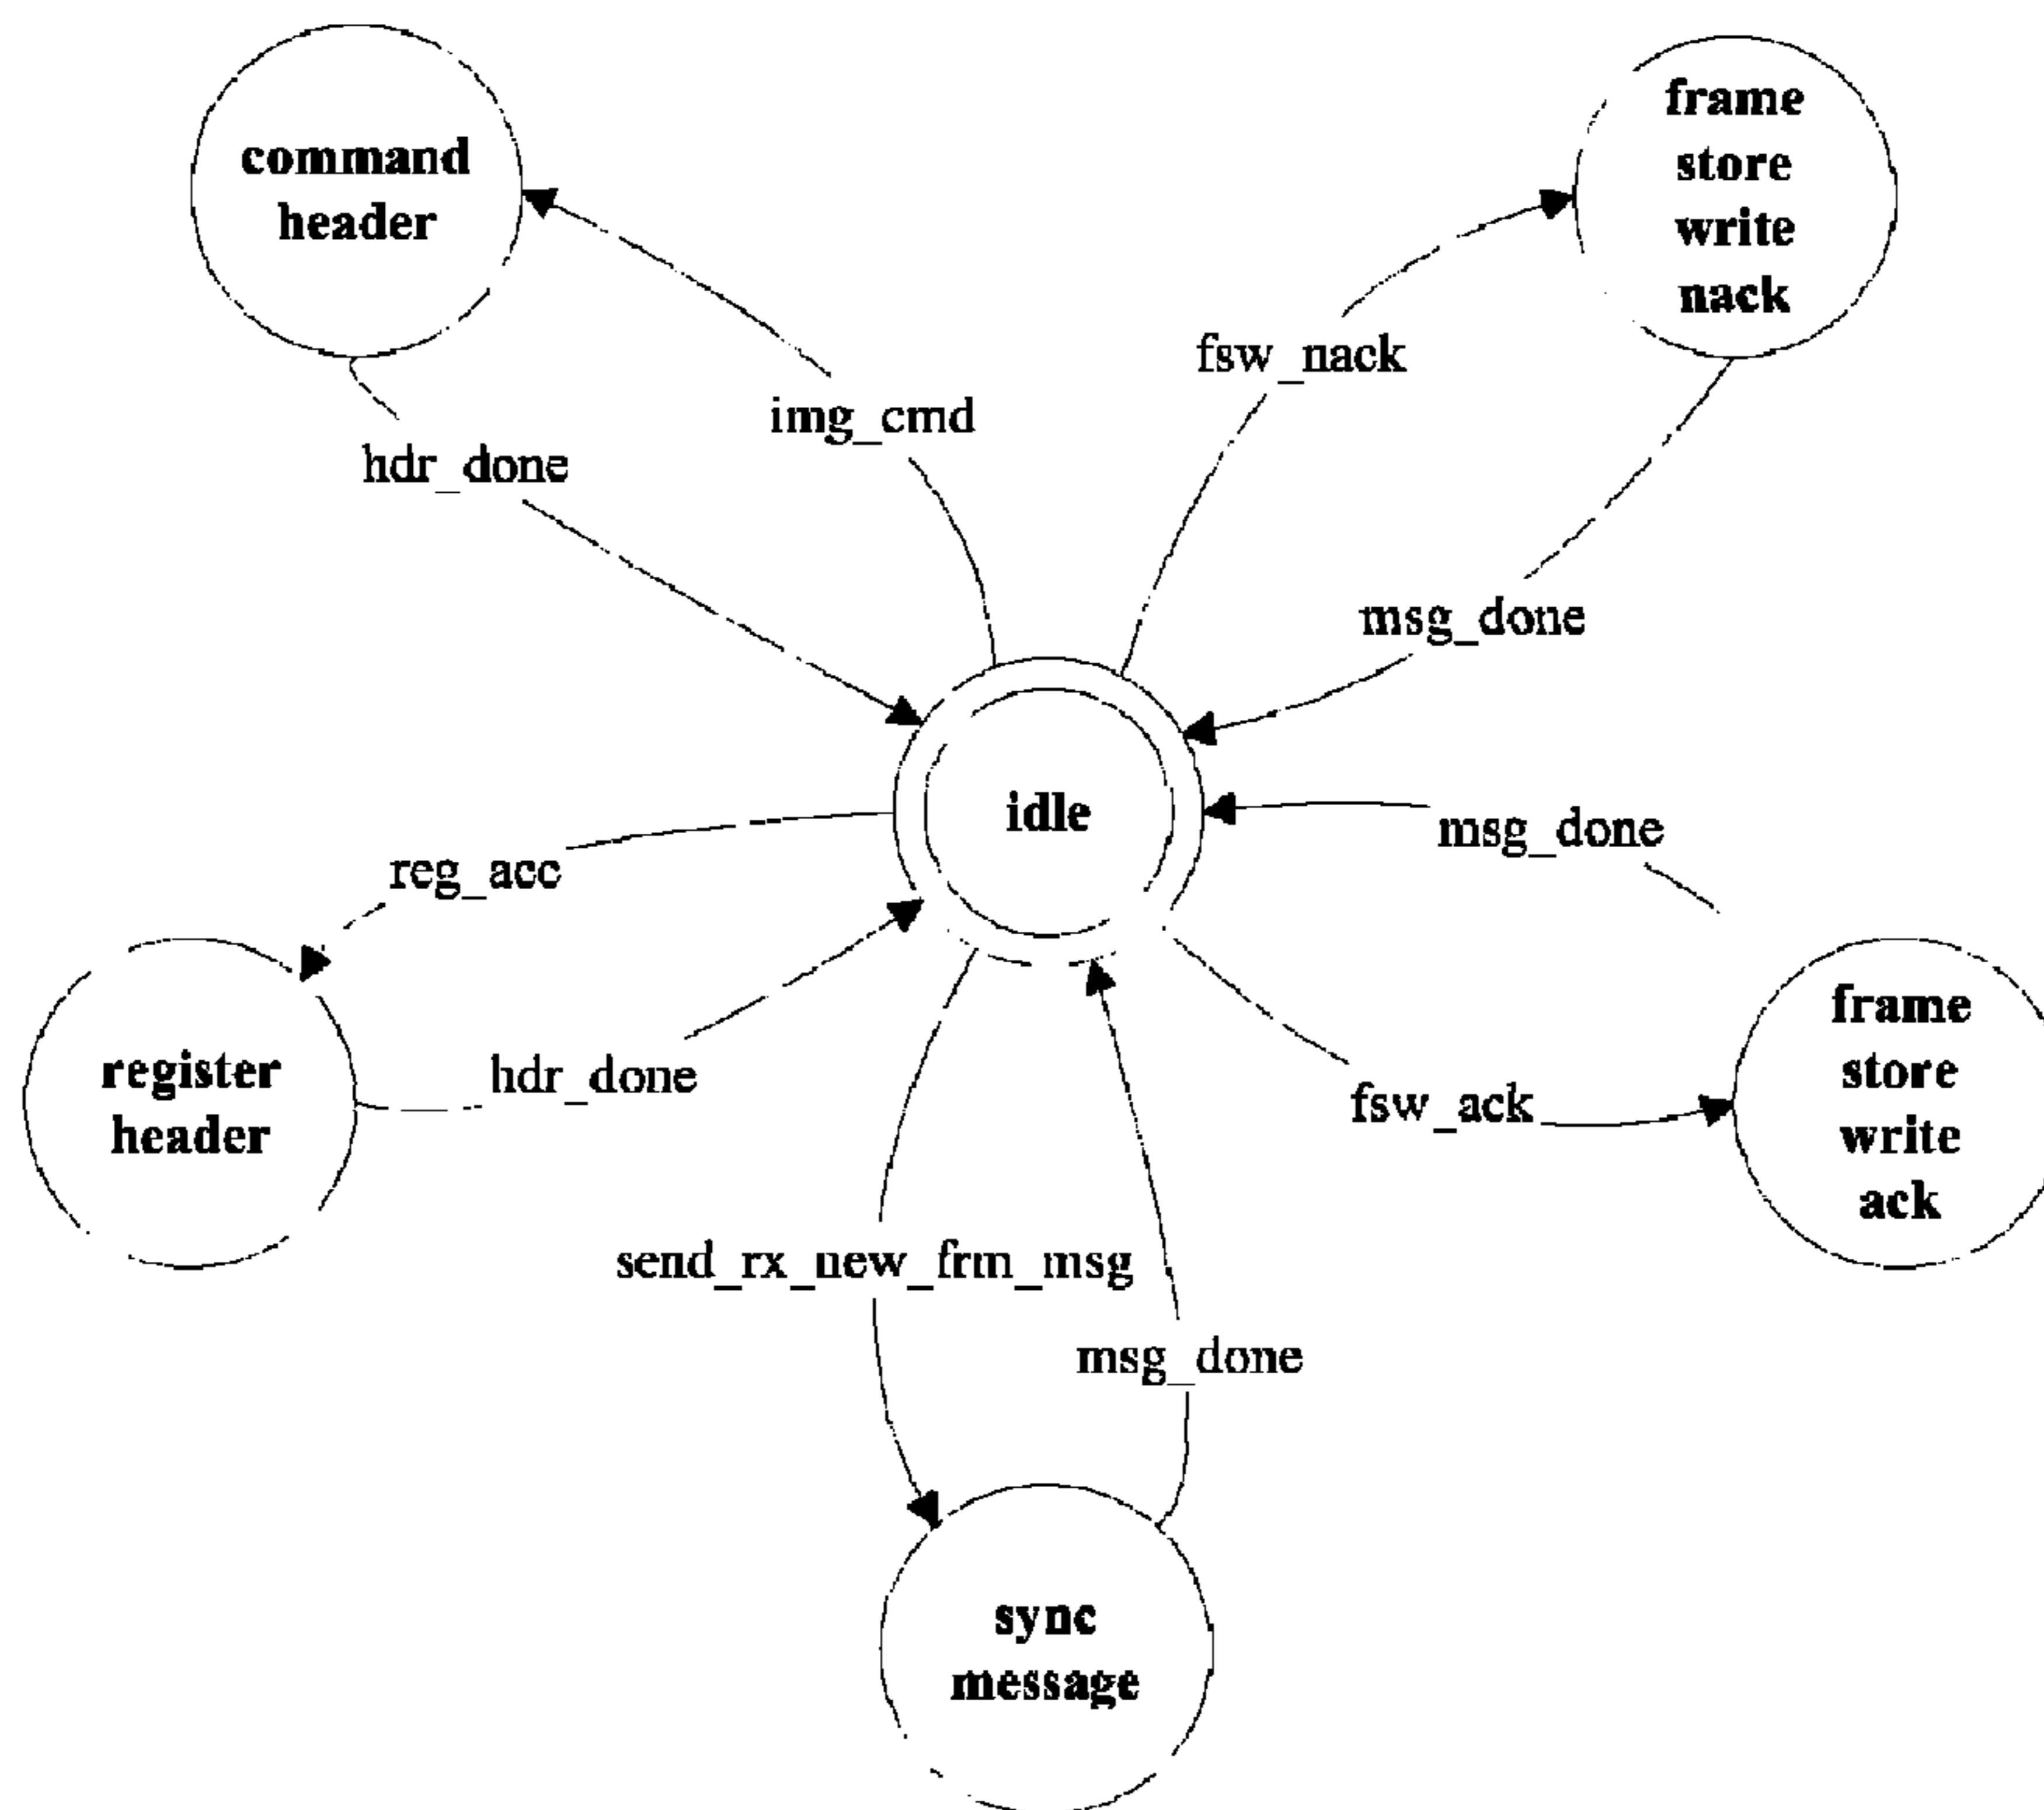 command
header
frame
store
write
nack
fsw_nack
img_cmd
hdr_done
msg_done
idle
msg_done
reg_acc
register
header
hdr_done
frame
store
write
ack
fsw_ack
send_rx_new_frm_msg
msg_done
sync
message